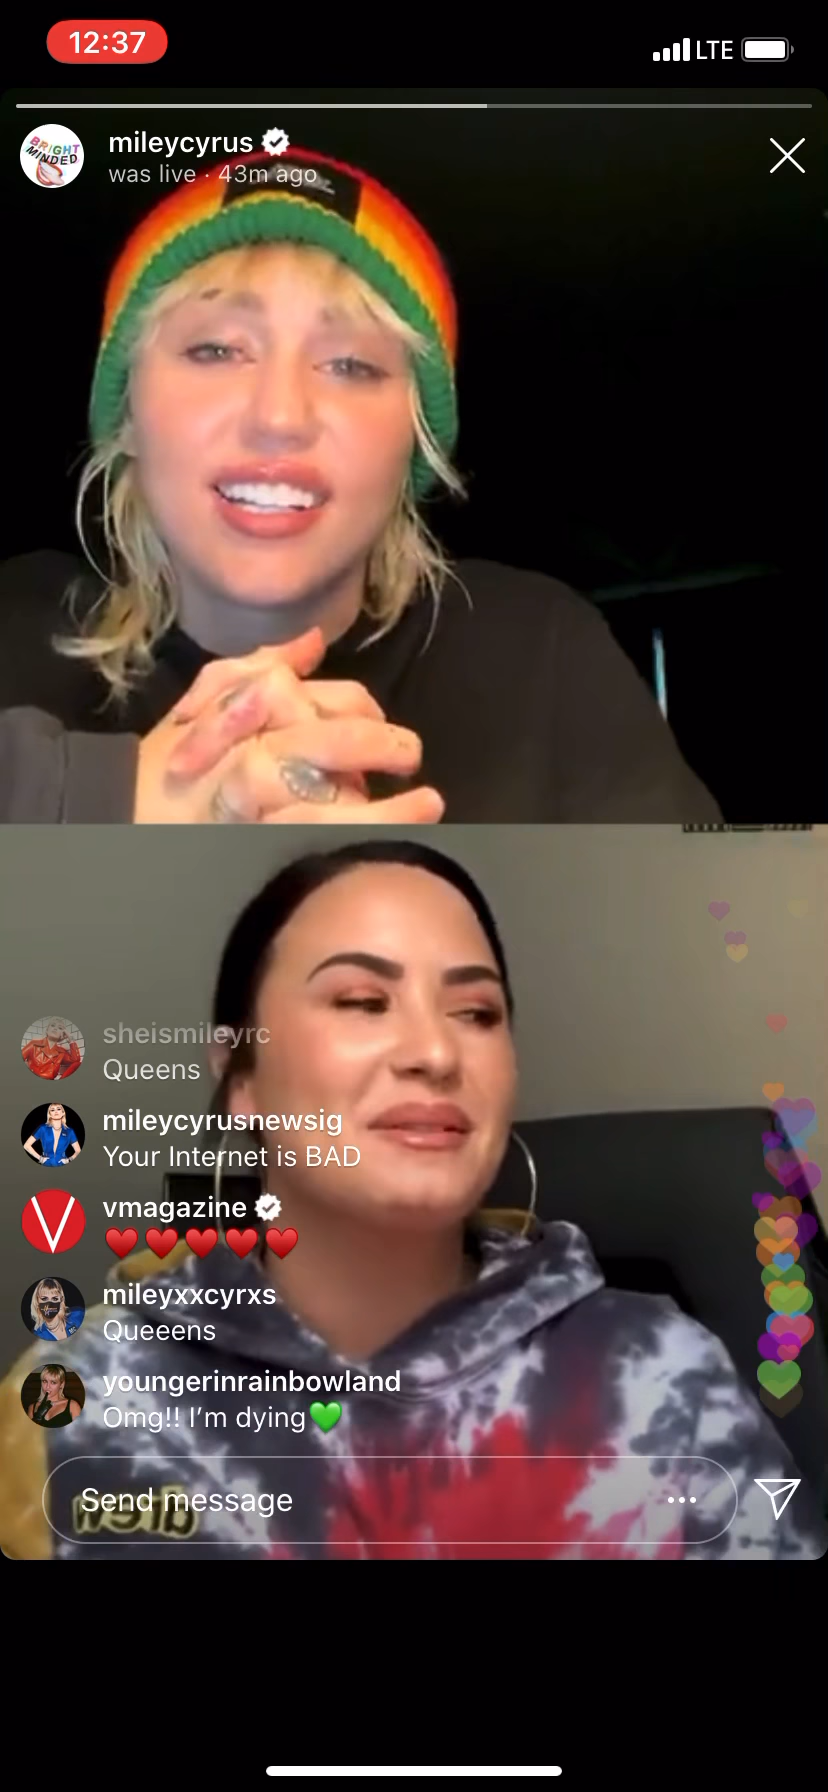 12:37
LTE
BRIGHT
MINDED
mileycyrus
was live · 43m ago
sheismileyrc
Queens
mileycyrusnewsig
Your Internet is BAD
V
vmagazine
❤️❤️❤️❤️❤️
mileyxxcyrxs
Queeens
youngerinrainbowland
Omg!! I’m dying💚
Send message